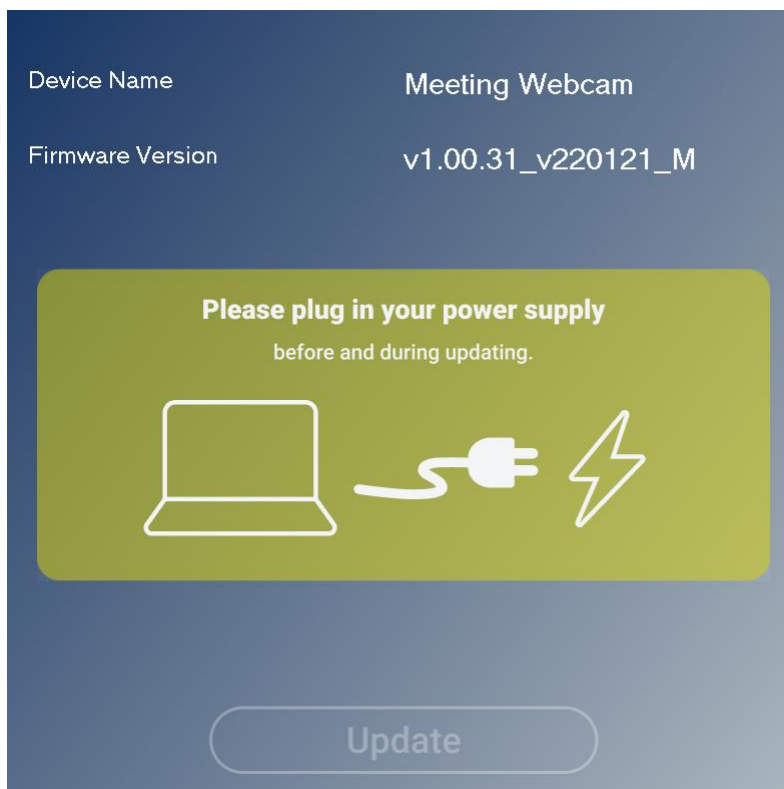 Device Name
Meeting Webcam
Firmware Version
v1.00.31_v220121_M
Please plug in your power supply
before and during updating.
Update